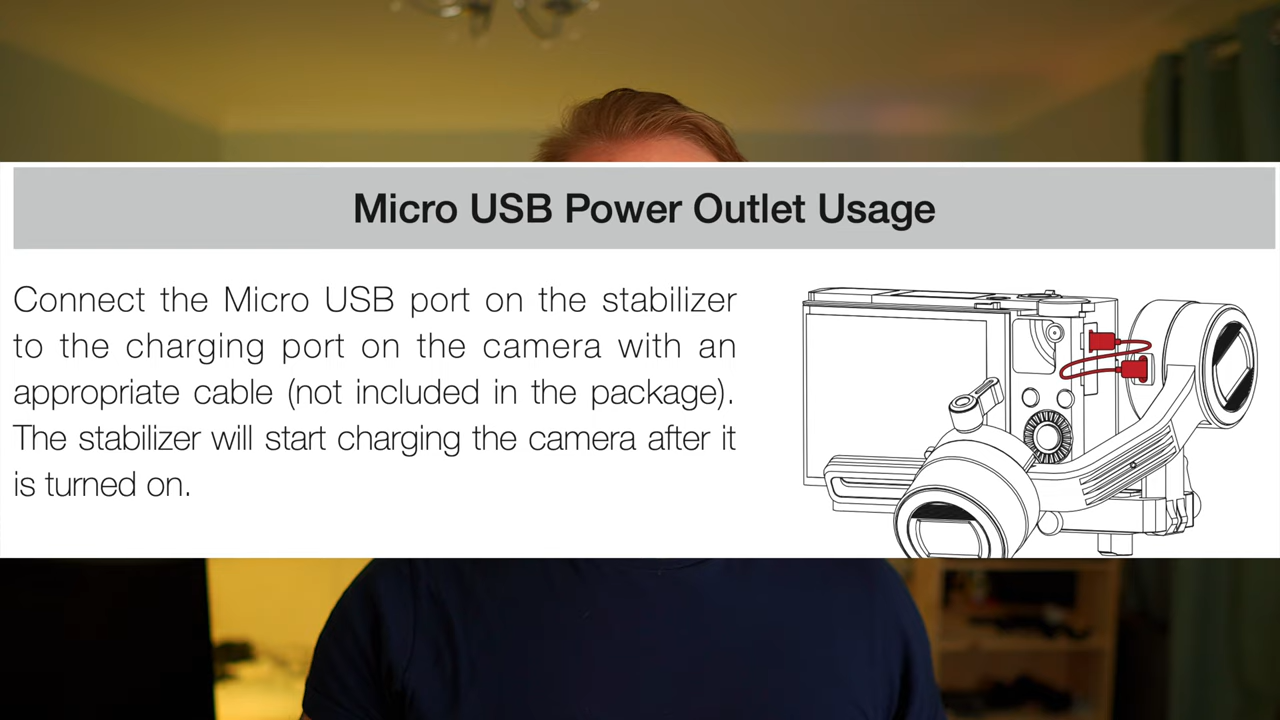 Micro USB Power Outlet Usage
Connect the Micro USB port on the stabilizer
to the charging port on the camera with an
appropriate cable (not included in the package).
The stabilizer will start charging the camera after it
is turned on.